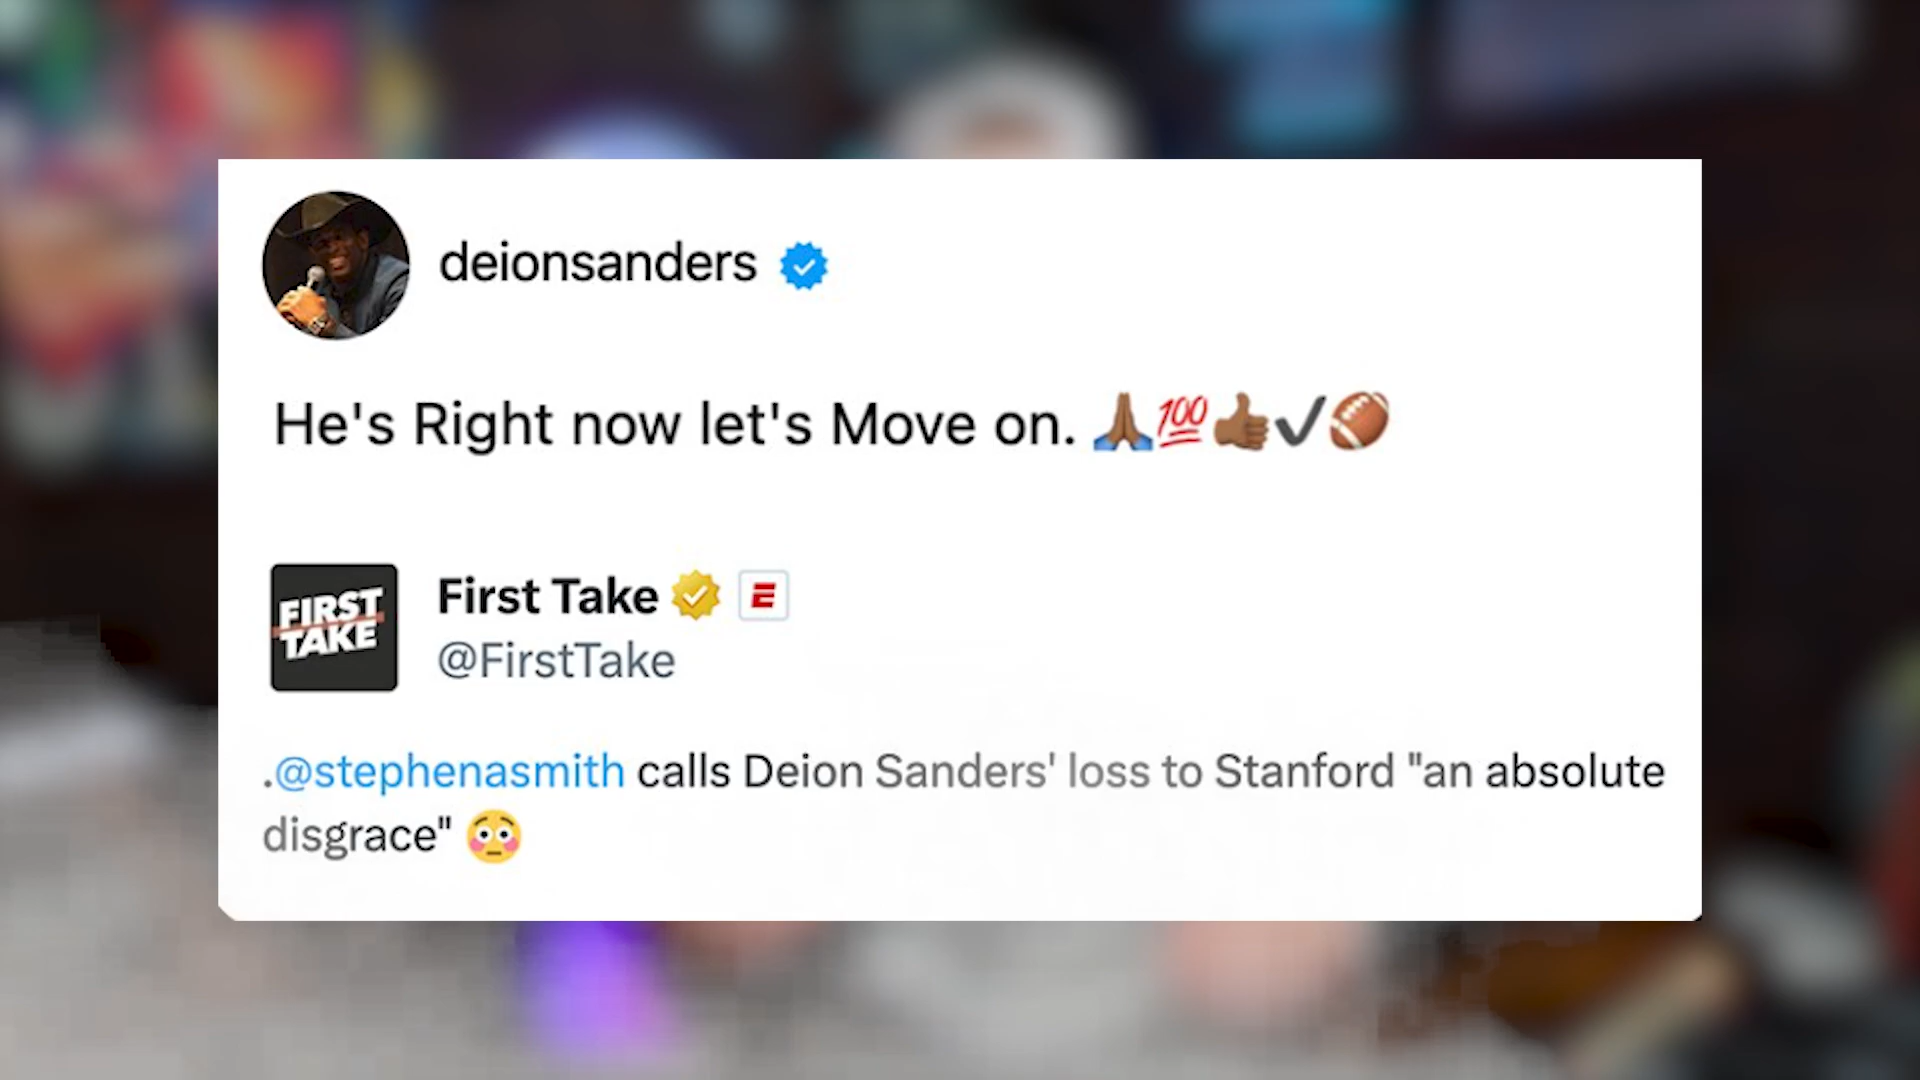 deionsanders
He's Right now let's Move on. 🙏🏾💯👍🏾✔️🏈
FIRST
TAKE
First Take
E
@FirstTake
.@stephenasmith calls Deion Sanders' loss to Stanford "an absolute
disgrace" 😳